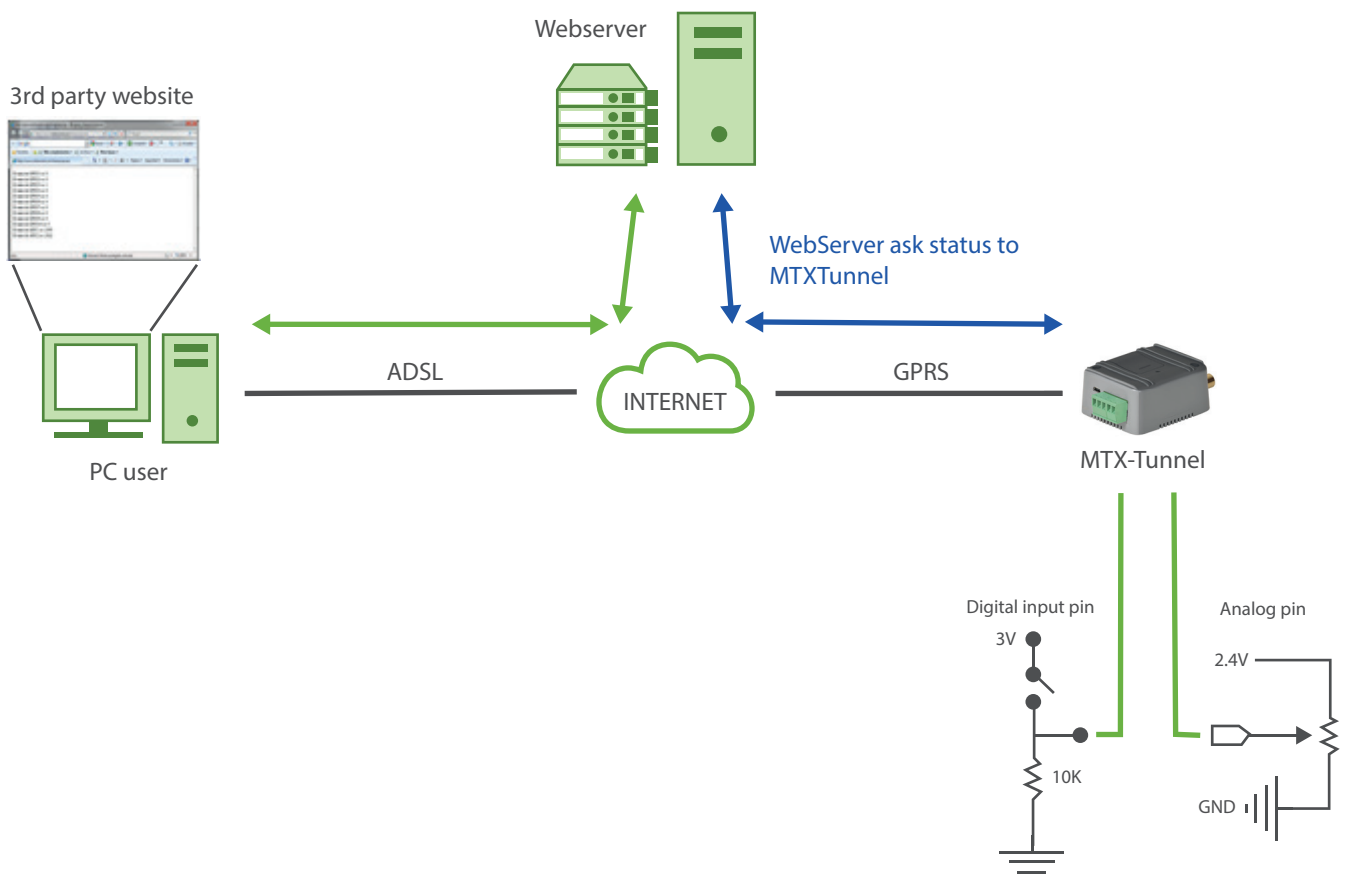 Webserver
3rd party website
WebServer ask status to
MTXTunnel
ADSL
INTERNET
GPRS
PC user
MTX-Tunnel
Digital input pin
3V
10K
Analog pin
2.4V
GND